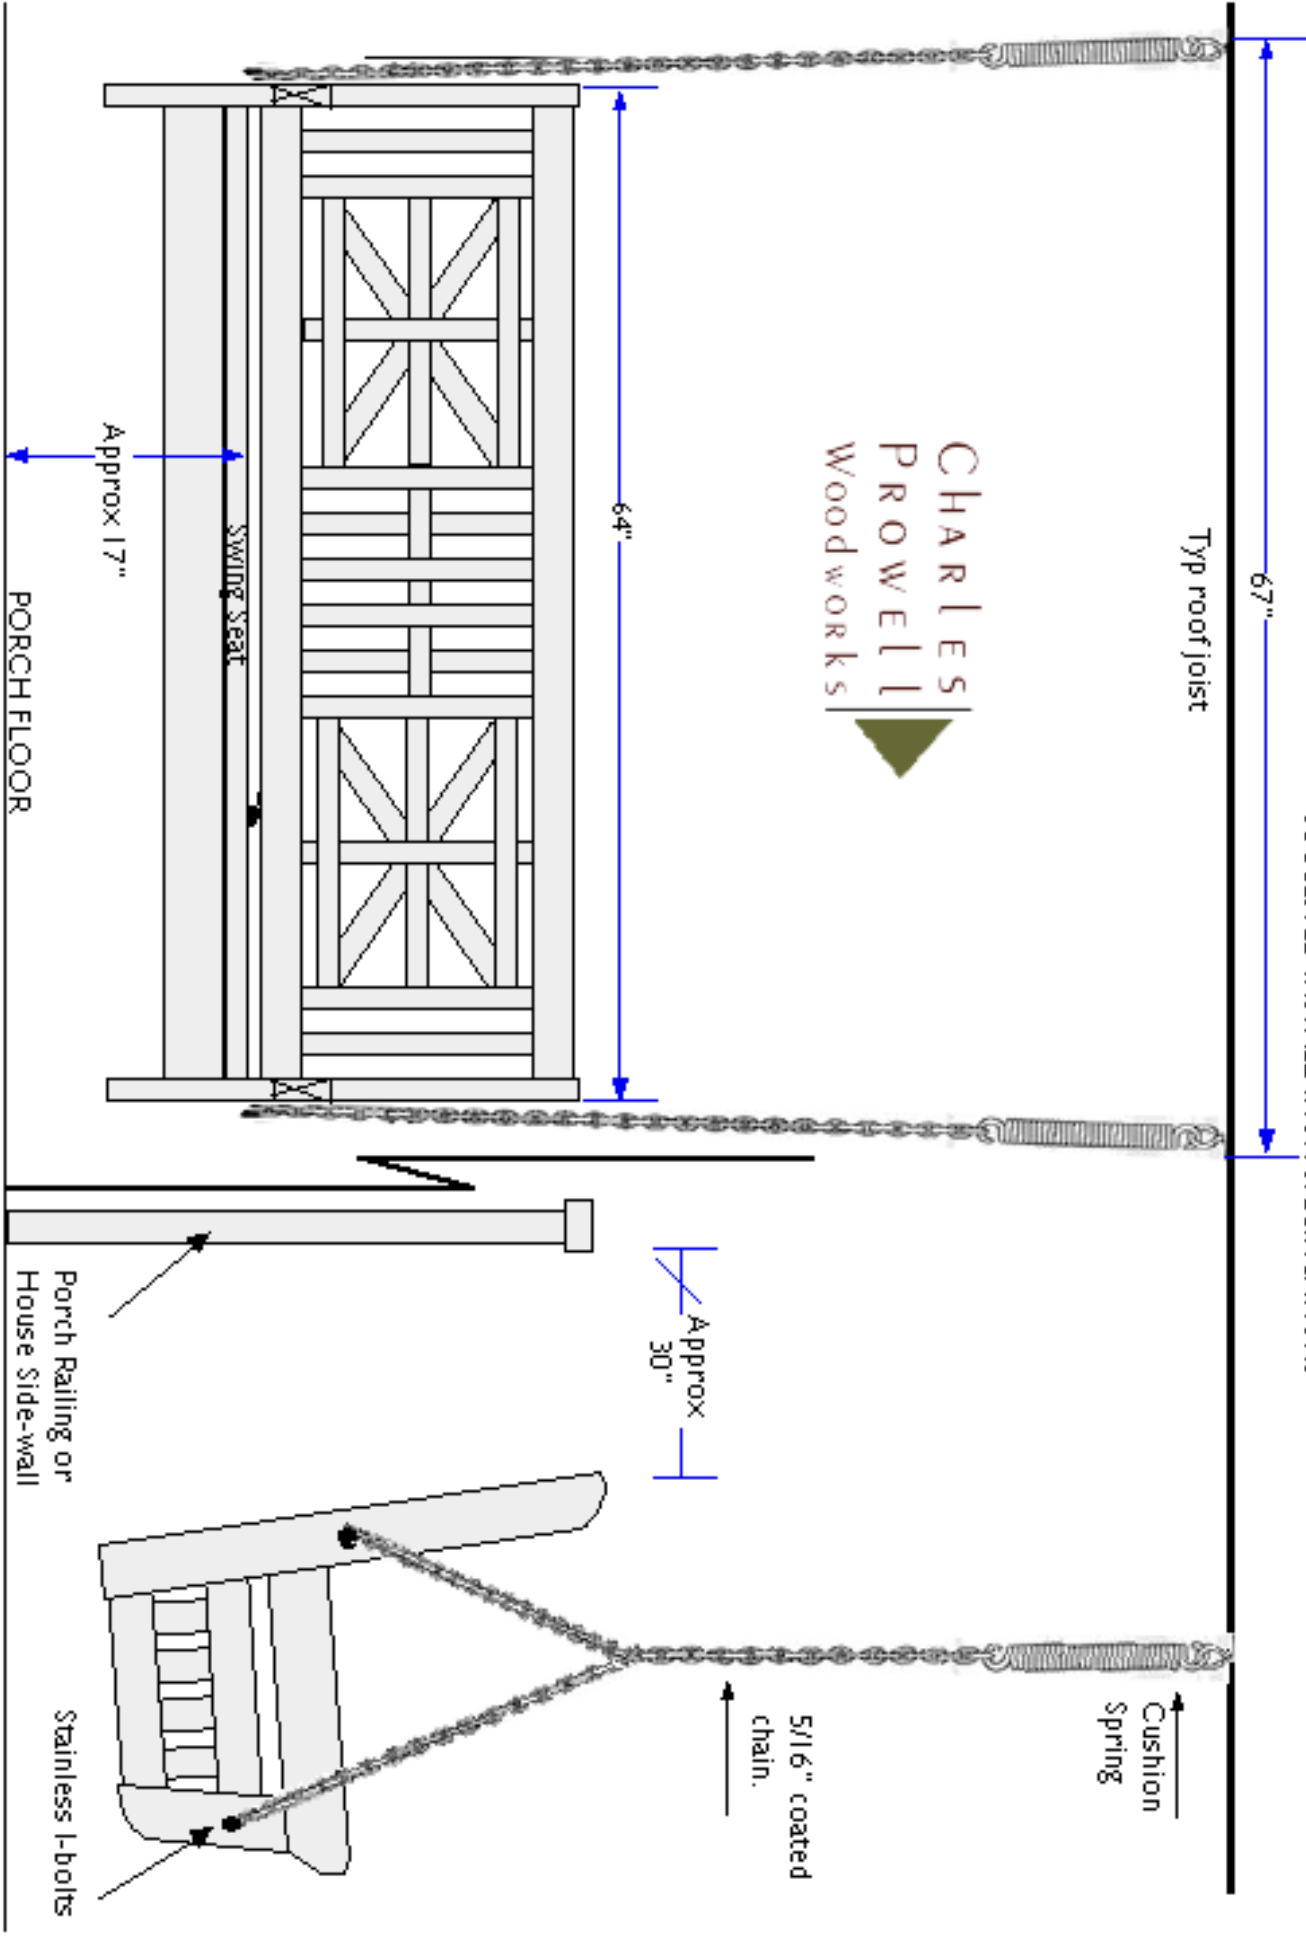 67"
Typ roof joist
Cushion
Spring
CHARLES
PROWELL
WOODWORKS
5/16" coated
chain.
64"
Approx
30"
Swing Seat
Approx 17"
PORCH FLOOR
Porch Railing or
House Side-wall
Stainless I-bolts